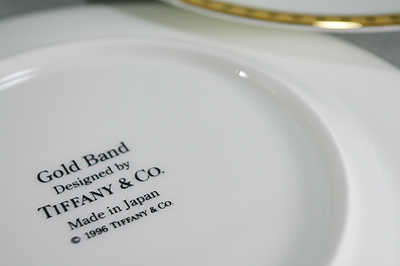 Gold Band
Designed by
TIFFANY & CO.
Made in Japan
© 1996 TIFFANY & CO.